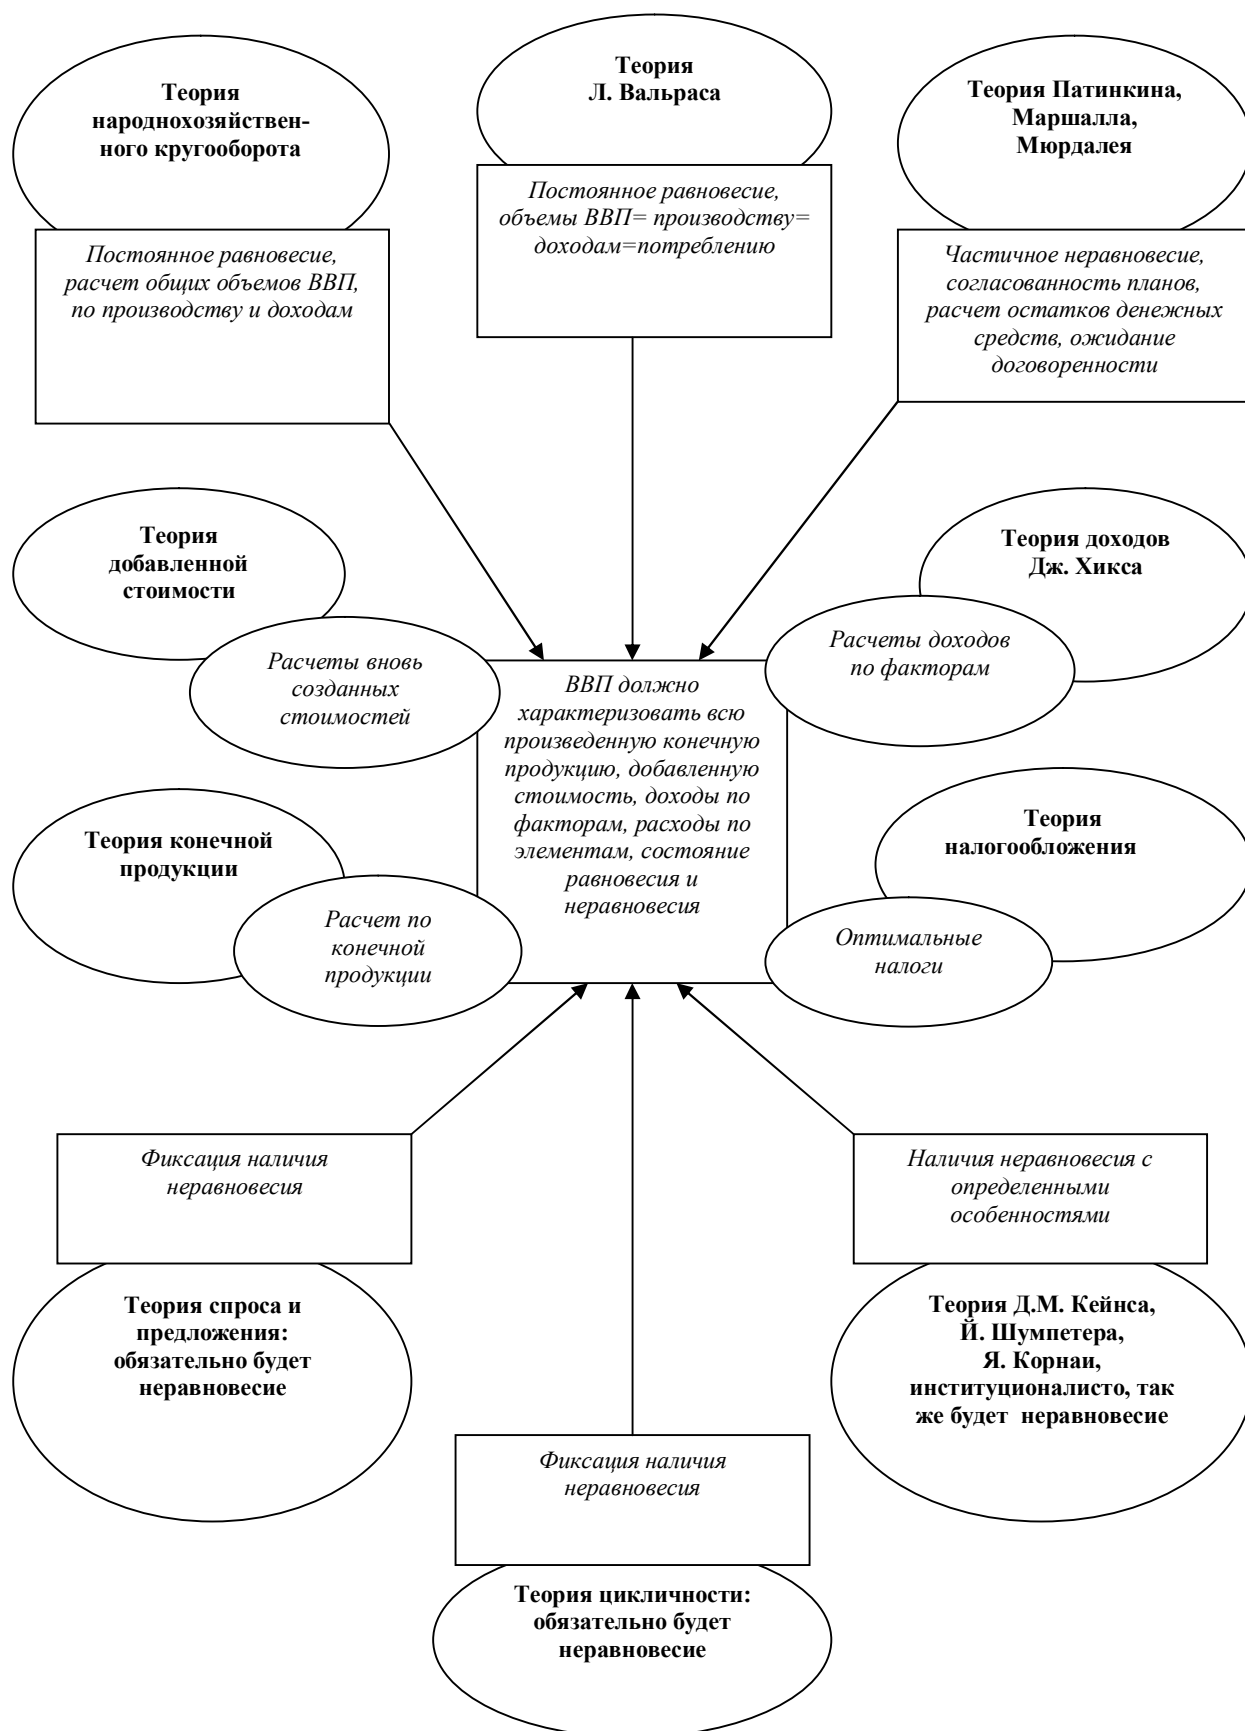 Теория
народнохозяйствен-
ного кругооборота
Постоянное равновесие,
расчет общих объемов ВВП,
по производству и доходам
Теория
Л. Вальраса
Постоянное равновесие,
объемы ВВП= производству=
доходам=потреблению
Теория Патинкина,
Маршалла,
Мюрдалея
Частичное неравновесие,
согласованность планов,
расчет остатков денежных
средств, ожидание
договоренности
Теория
добавленной
стоимости
Расчеты вновь
созданных
стоимостей
Теория доходов
Дж. Хикса
Расчеты доходов
по факторам
ВВП должно
характеризовать всю
произведенную конечную
продукцию, добавленную
стоимость, доходы по
факторам, расходы по
элементам, состояние
равновесия и
неравновесия
Теория конечной
продукции
Расчет по
конечной
продукции
Теория
налогообложения
Оптимальные
налоги
Фиксация наличия
неравновесия
Теория спроса и
предложения:
обязательно будет
неравновесие
Наличия неравновесия с
определенными
особенностями
Теория Д.М. Кейнса,
Й. Шумпетера,
Я. Корнаи,
институционалисто, так
же будет  неравновесие
Фиксация наличия
неравновесия
Теория цикличности:
обязательно будет
неравновесие